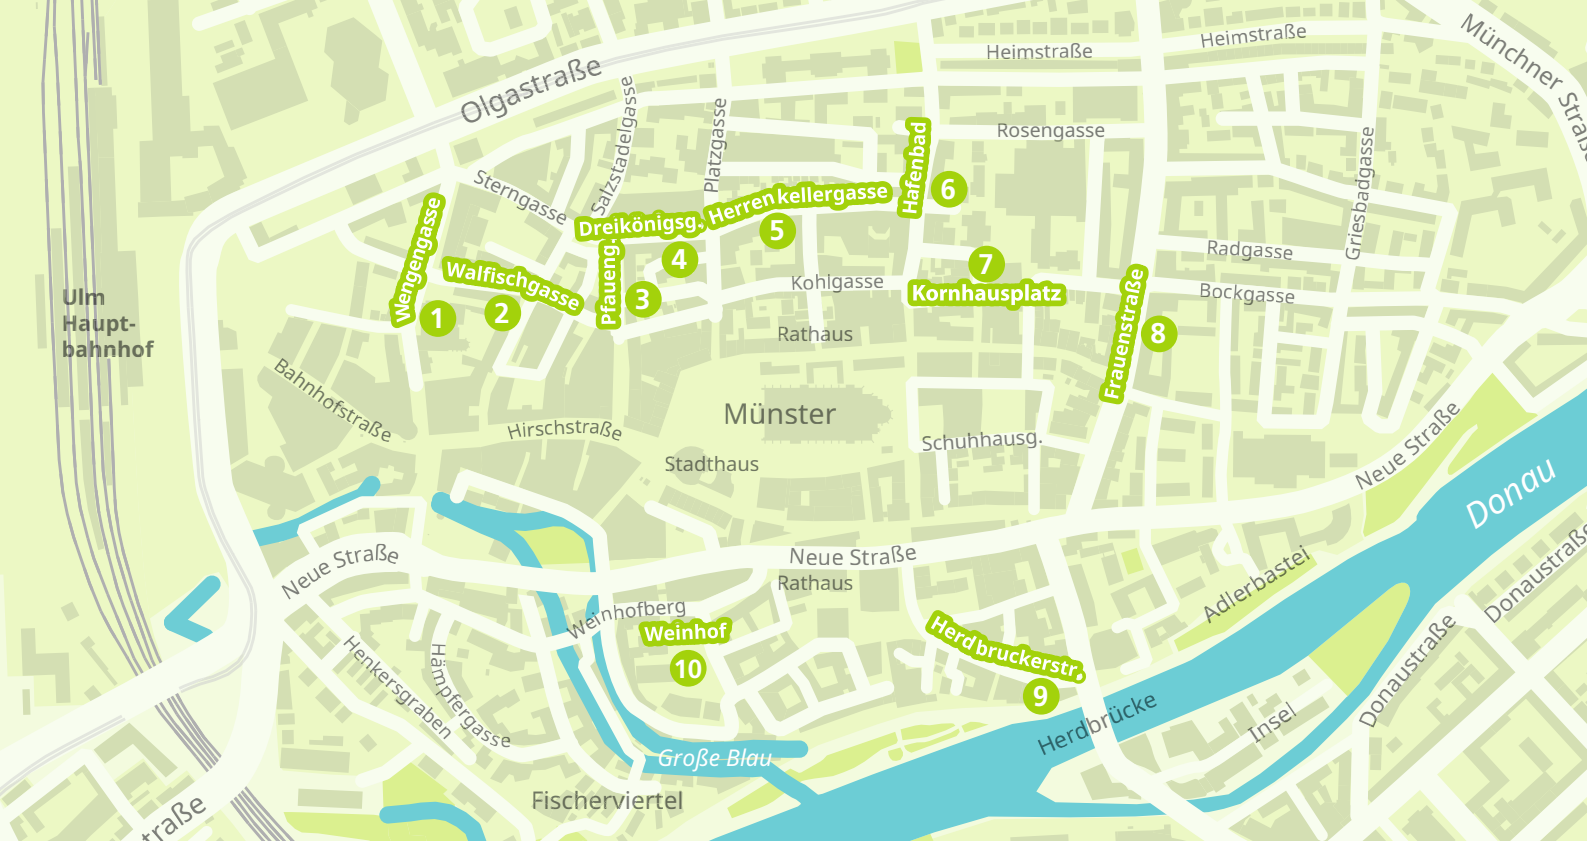 Heimstraße
Heimstraße
Münchner Straße
Olgastraße
Salzstadelgasse
Platzgasse
Hafenbad
Rosengasse
Griesbadgasse
Sterngasse
Wengengasse
Dreikönigsg.
Herrenkellergasse
6
5
4
7
Radgasse
Walfischgasse
Pfaueng.
3
Kohlgasse
Kornhausplatz
Bockgasse
Frauenstraße
8
1
2
Rathaus
Ulm
Haupt-
bahnhof
Bahnhofstraße
Hirschstraße
Münster
Stadthaus
Schuhhausg.
Neue Straße
Donau
Neue Straße
Neue Straße
Rathaus
Adlerbastei
Donaustraße
Weinhofberg
Weinhof
10
Herdbruckerstr.
9
Henkersgraben
Hämpfergasse
Herdbrücke
Insel
Donaustraße
Große Blau
Fischerviertel
straße